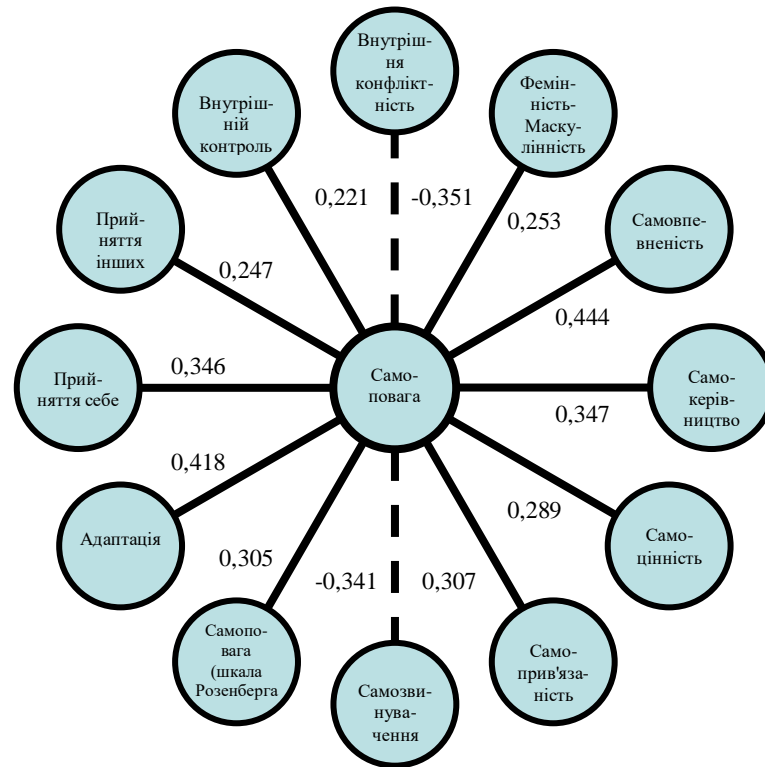 Внутріш-
ня
конфлікт-
ність
Фемін-
ність-
Маску-
лінність
Внутріш-
ній
контроль
Самовпе-
вненість
Прий-
няття
інших
0,221
-0,351
0,253
0,247
0,444
Прий-
няття себе
0,346
Само-
повага
0,347
Само-
керів-
ництво
Адаптація
0,418
0,289
Само-
цінність
0,305
-0,341
0,307
Самопо-
вага
(шкала
Розенберга
Самозви-
нувa-
чення
Само-
прив'яза-
ність